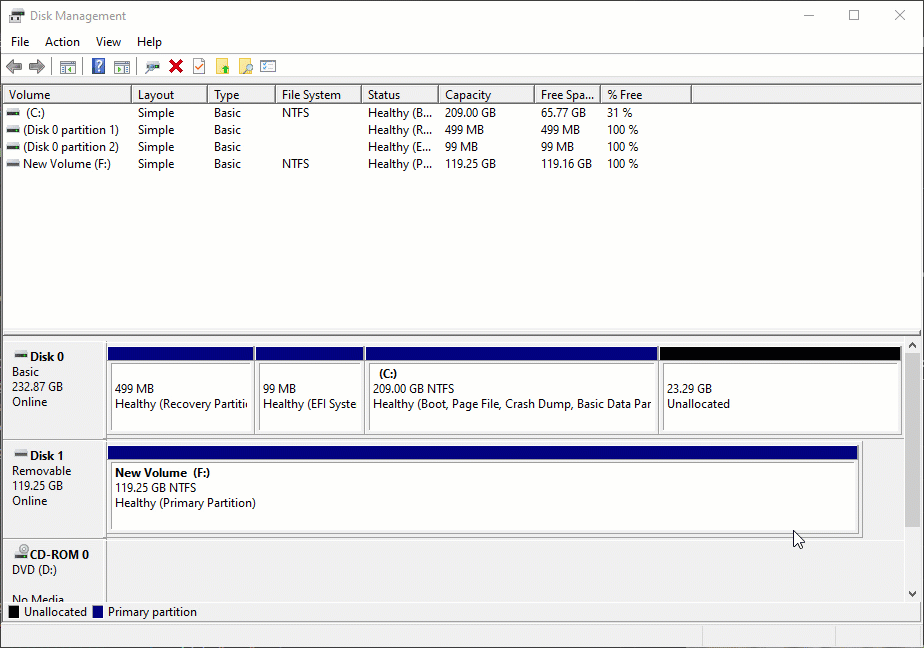 Disk Management
File Action View Help
Volume Layout Type File System Status Capacity Free Spa... % Free
(C:) Simple Basic NTFS Healthy (B... 209.00 GB 65.77 GB 31 %
(Disk 0 partition 1) Simple Basic Healthy (R... 499 MB 499 MB 100 %
(Disk 0 partition 2) Simple Basic Healthy (E... 99 MB 99 MB 100 %
New Volume (F:) Simple Basic NTFS Healthy (P... 119.25 GB 119.16 GB 100 %
Disk 0
Basic
232.87 GB
Online
499 MB
Healthy (Recovery Partitio
99 MB
Healthy (EFI Syste
(C:)
209.00 GB NTFS
Healthy (Boot, Page File, Crash Dump, Basic Data Par
23.29 GB
Unallocated
Disk 1
Removable
119.25 GB
Online
New Volume (F:)
119.25 GB NTFS
Healthy (Primary Partition)
CD-ROM 0
DVD (D:)
No Media
Unallocated Primary partition